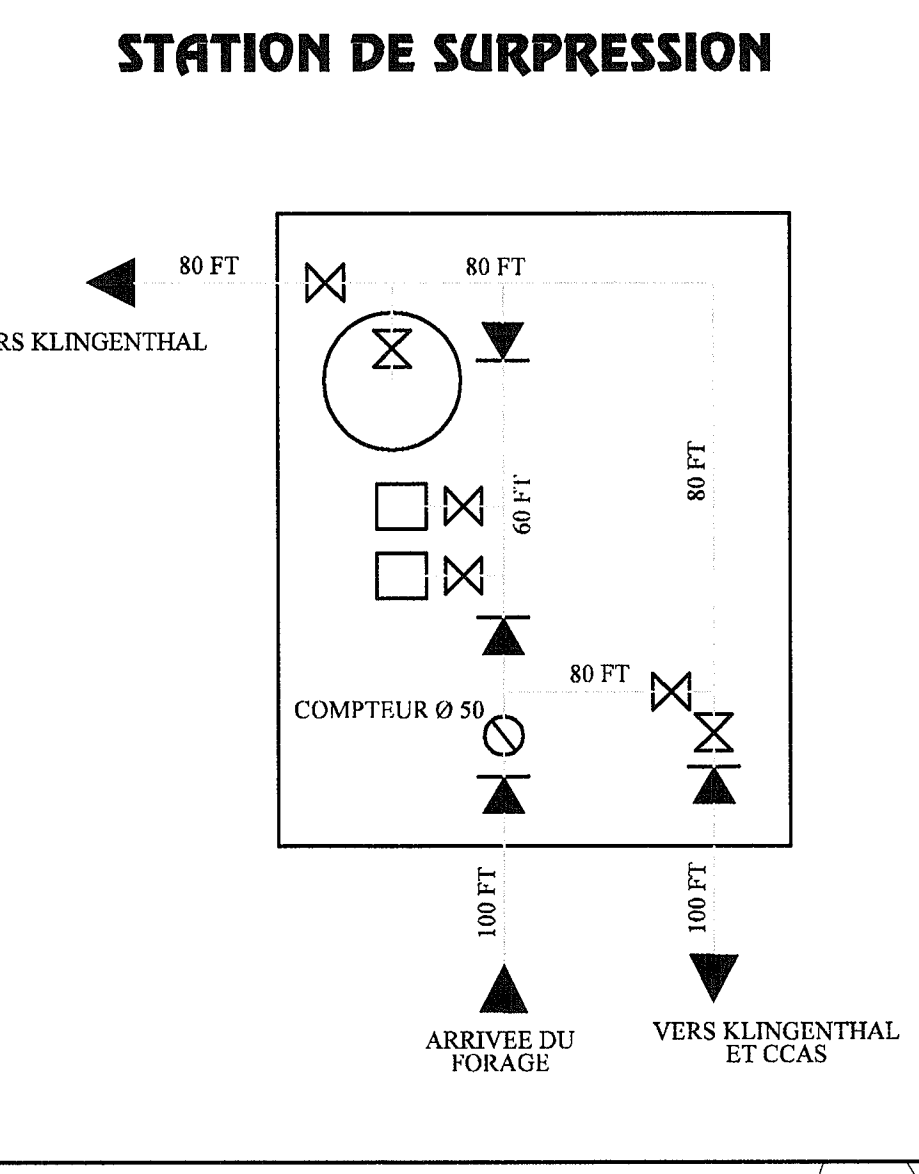 STATION DE SURPRESSION
80 FT
80 FT
RS KLINGENTHAL
60 FT
80 FT
80 FT
COMPTEUR Ø 50
100 FT
100 FT
ARRIVEE DU
FORAGE
VERS KLINGENTHAL
ET CCAS